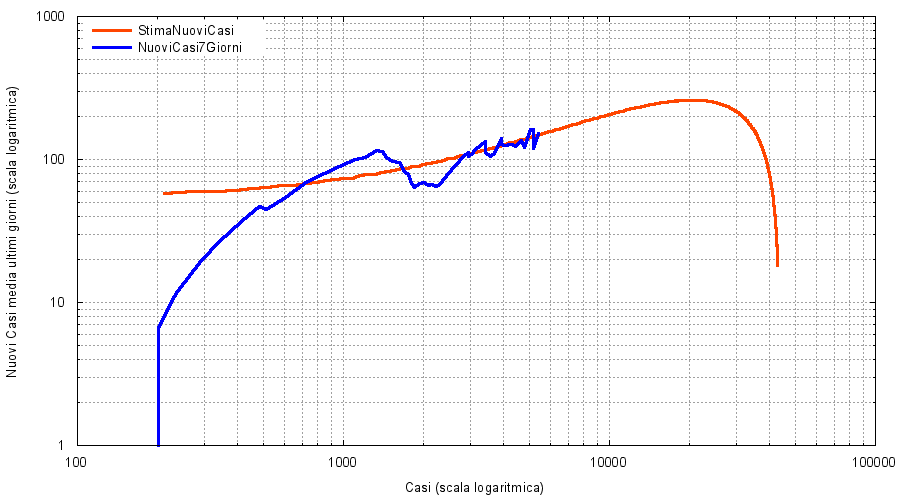 1000
StimaNuoviCasi
NuoviCasi7Giorni
100
10
1
Nuovi Casi media ultimi giorni (scala logaritmica)
100
1000
10000
100000
Casi (scala logaritmica)